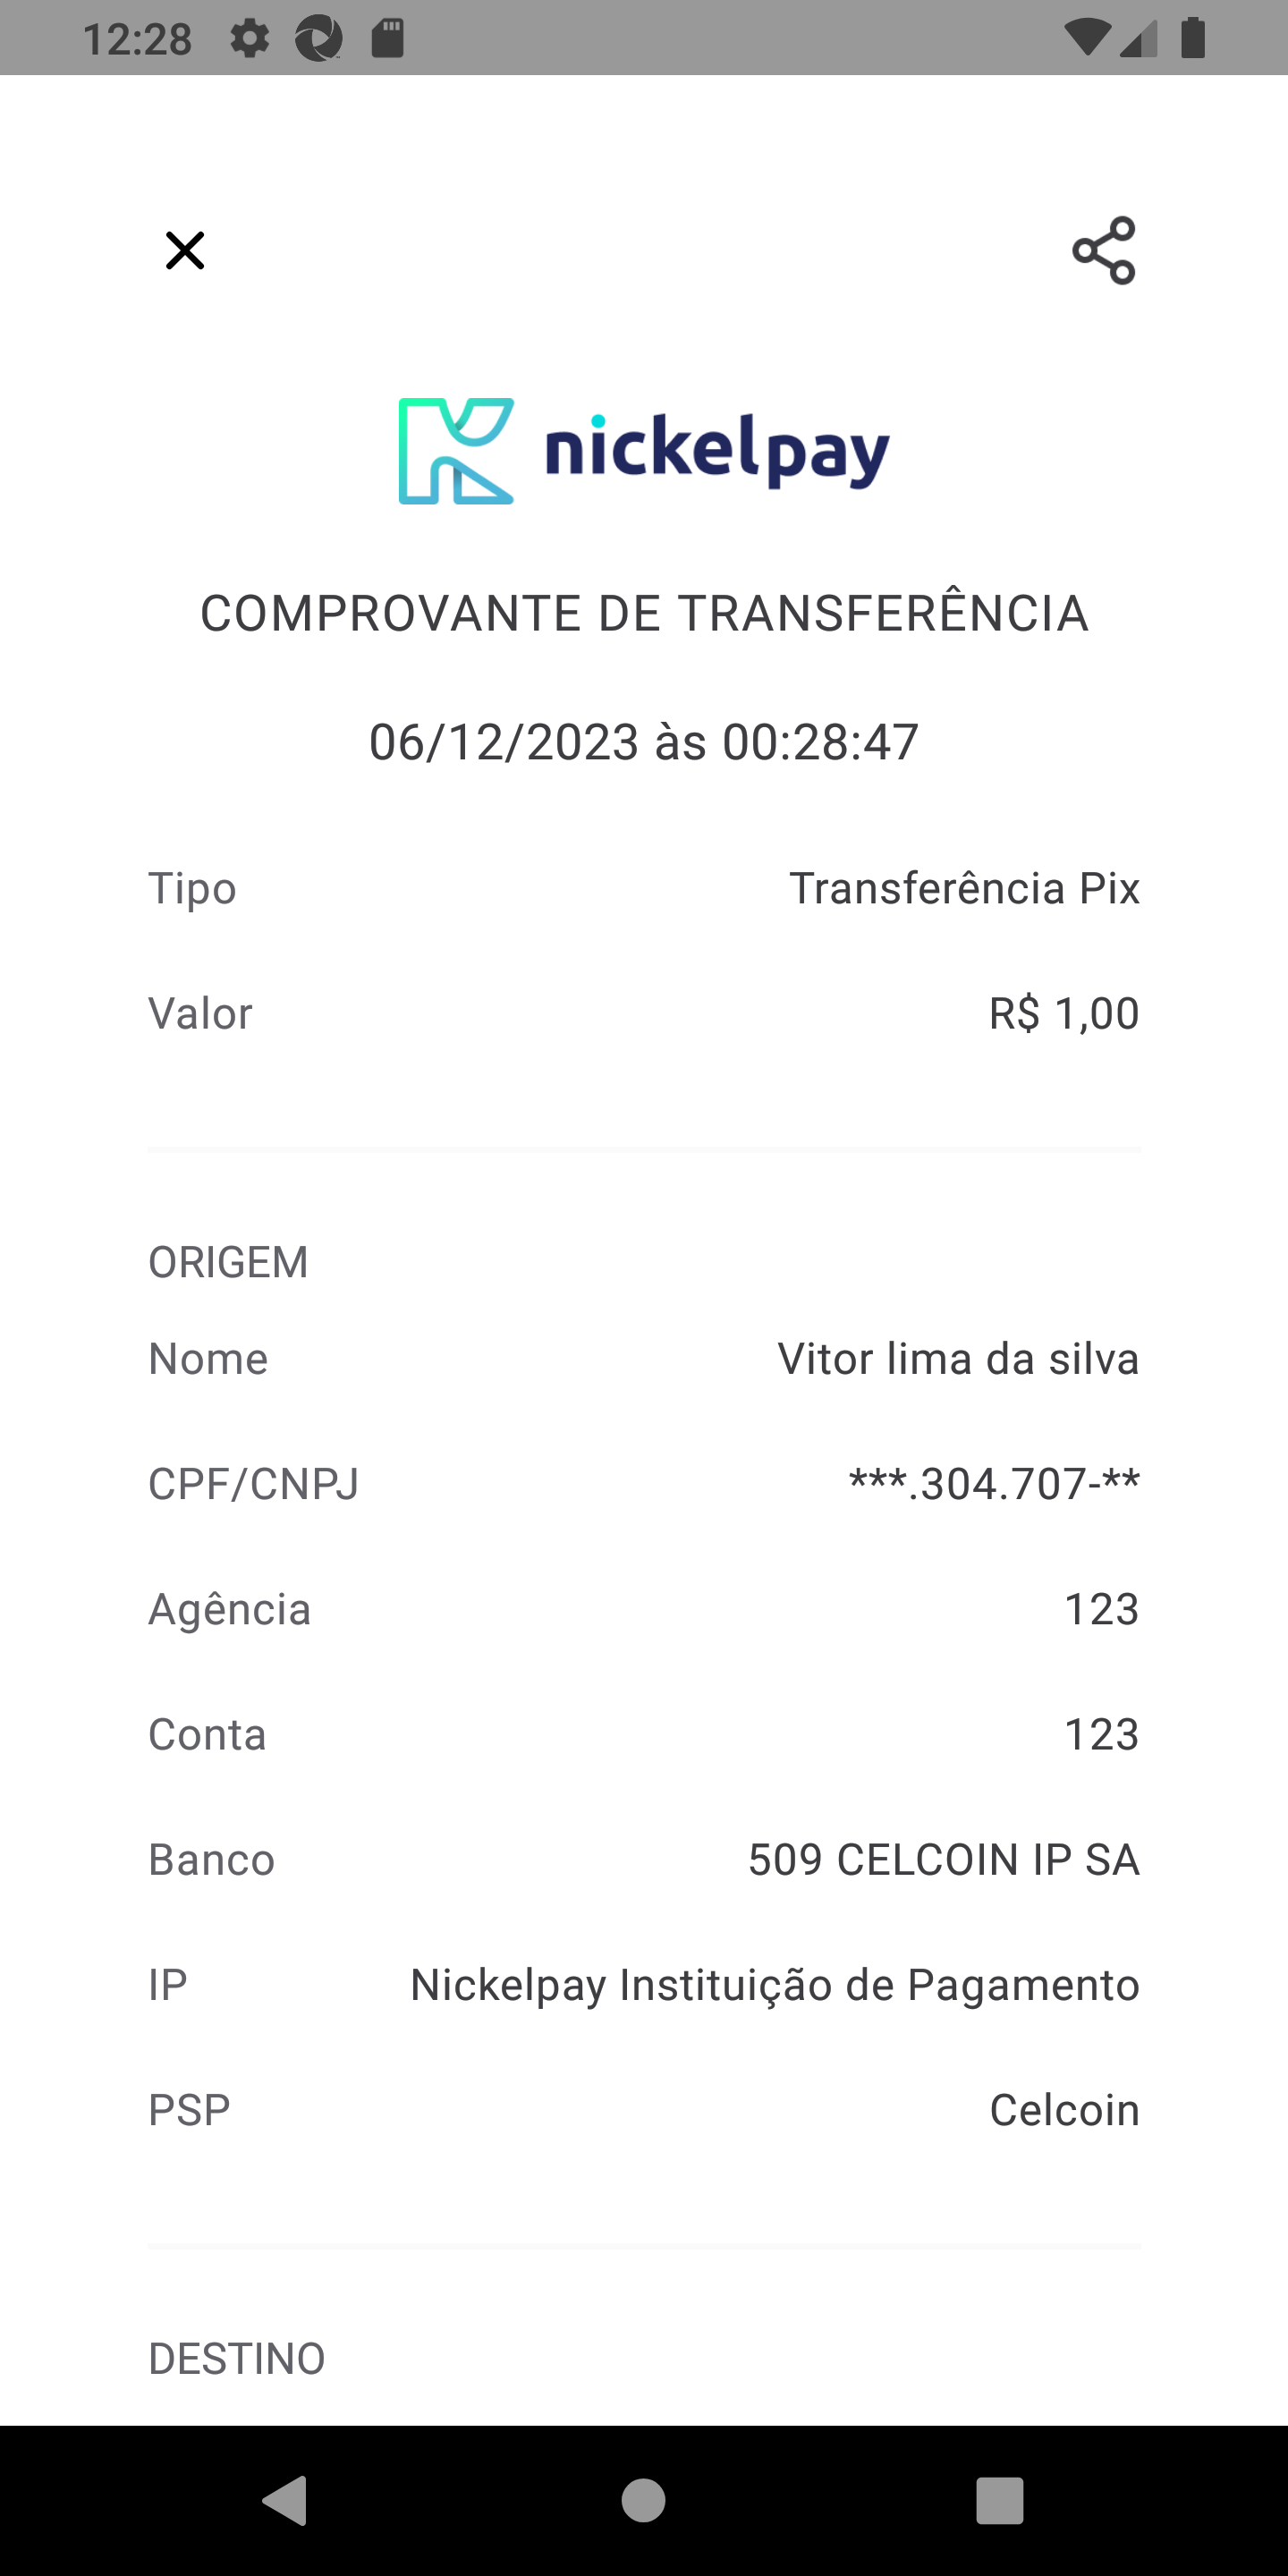 12:28
nickelpay
COMPROVANTE DE TRANSFERÊNCIA
06/12/2023 às 00:28:47
Tipo Transferência Pix
Valor R$ 1,00
ORIGEM
Nome Vitor lima da silva
CPF/CNPJ ***.304.707-**
Agência 123
Conta 123
Banco 509 CELCOIN IP SA
IP Nickelpay Instituição de Pagamento
PSP Celcoin
DESTINO